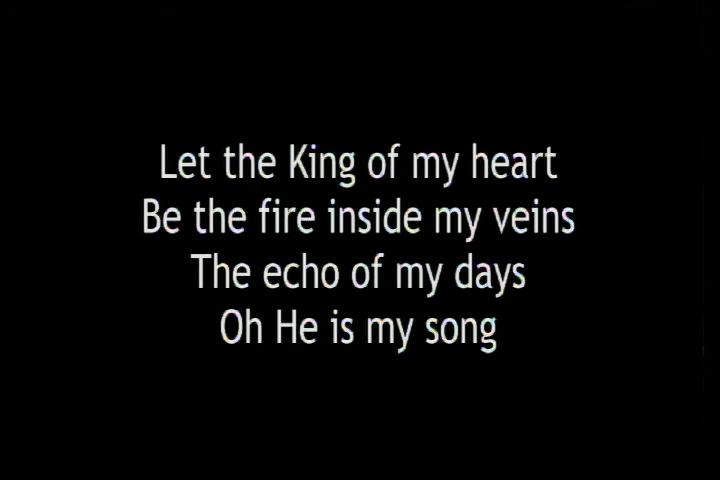 Let the King of my heart
Be the fire inside my veins
The echo of my days
Oh He is my song